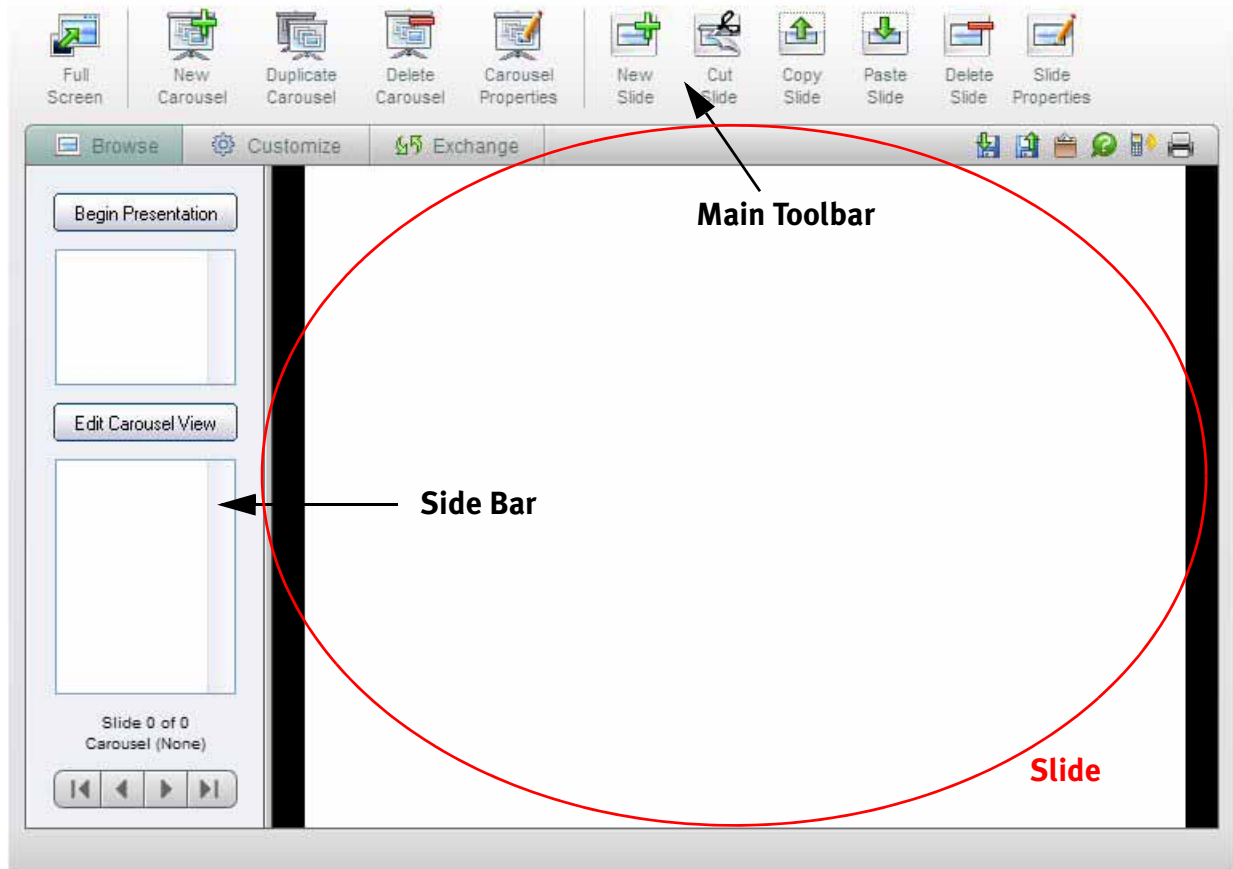 Full Screen
New Carousel
Duplicate Carousel
Delete Carousel
Carousel Properties
New Slide
Cut Slide
Copy Slide
Paste Slide
Delete Slide
Slide Properties
Browse
Customize
Exchange
Begin Presentation
Main Toolbar
Edit Carousel View
Side Bar
Slide 0 of 0
Carousel (None)
Slide